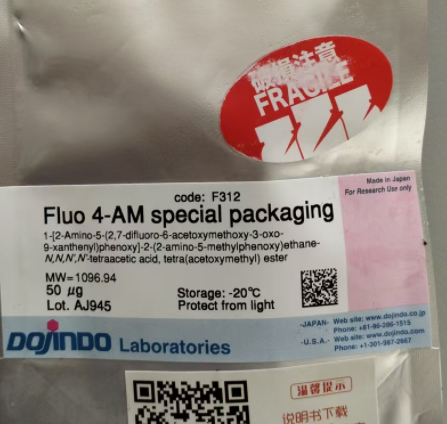 破損注意
FRAGILE
Made in Japan
For Research Use only
code: F312
Fluo 4-AM special packaging
1-[2-Amino-5-(2,7-difluoro-6-acetoxymethoxy-3-oxo-
9-xanthenyl)phenoxy]-2-(2-amino-5-methylphenoxy)ethane-
N,N,N',N'-tetraacetic acid, tetra(acetoxymethyl) ester
MW=1096.94
50 µg
Storage: -20°C
Lot. AJ945
Protect from light
DOJINDO Laboratories
-JAPAN- Web site: www.dojindo.co.jp
Phone: +81-96-286-1515
-U.S.A.- Web site: www.dojindo.com
Phone: +1-301-987-2667
温馨提示
说明书下载